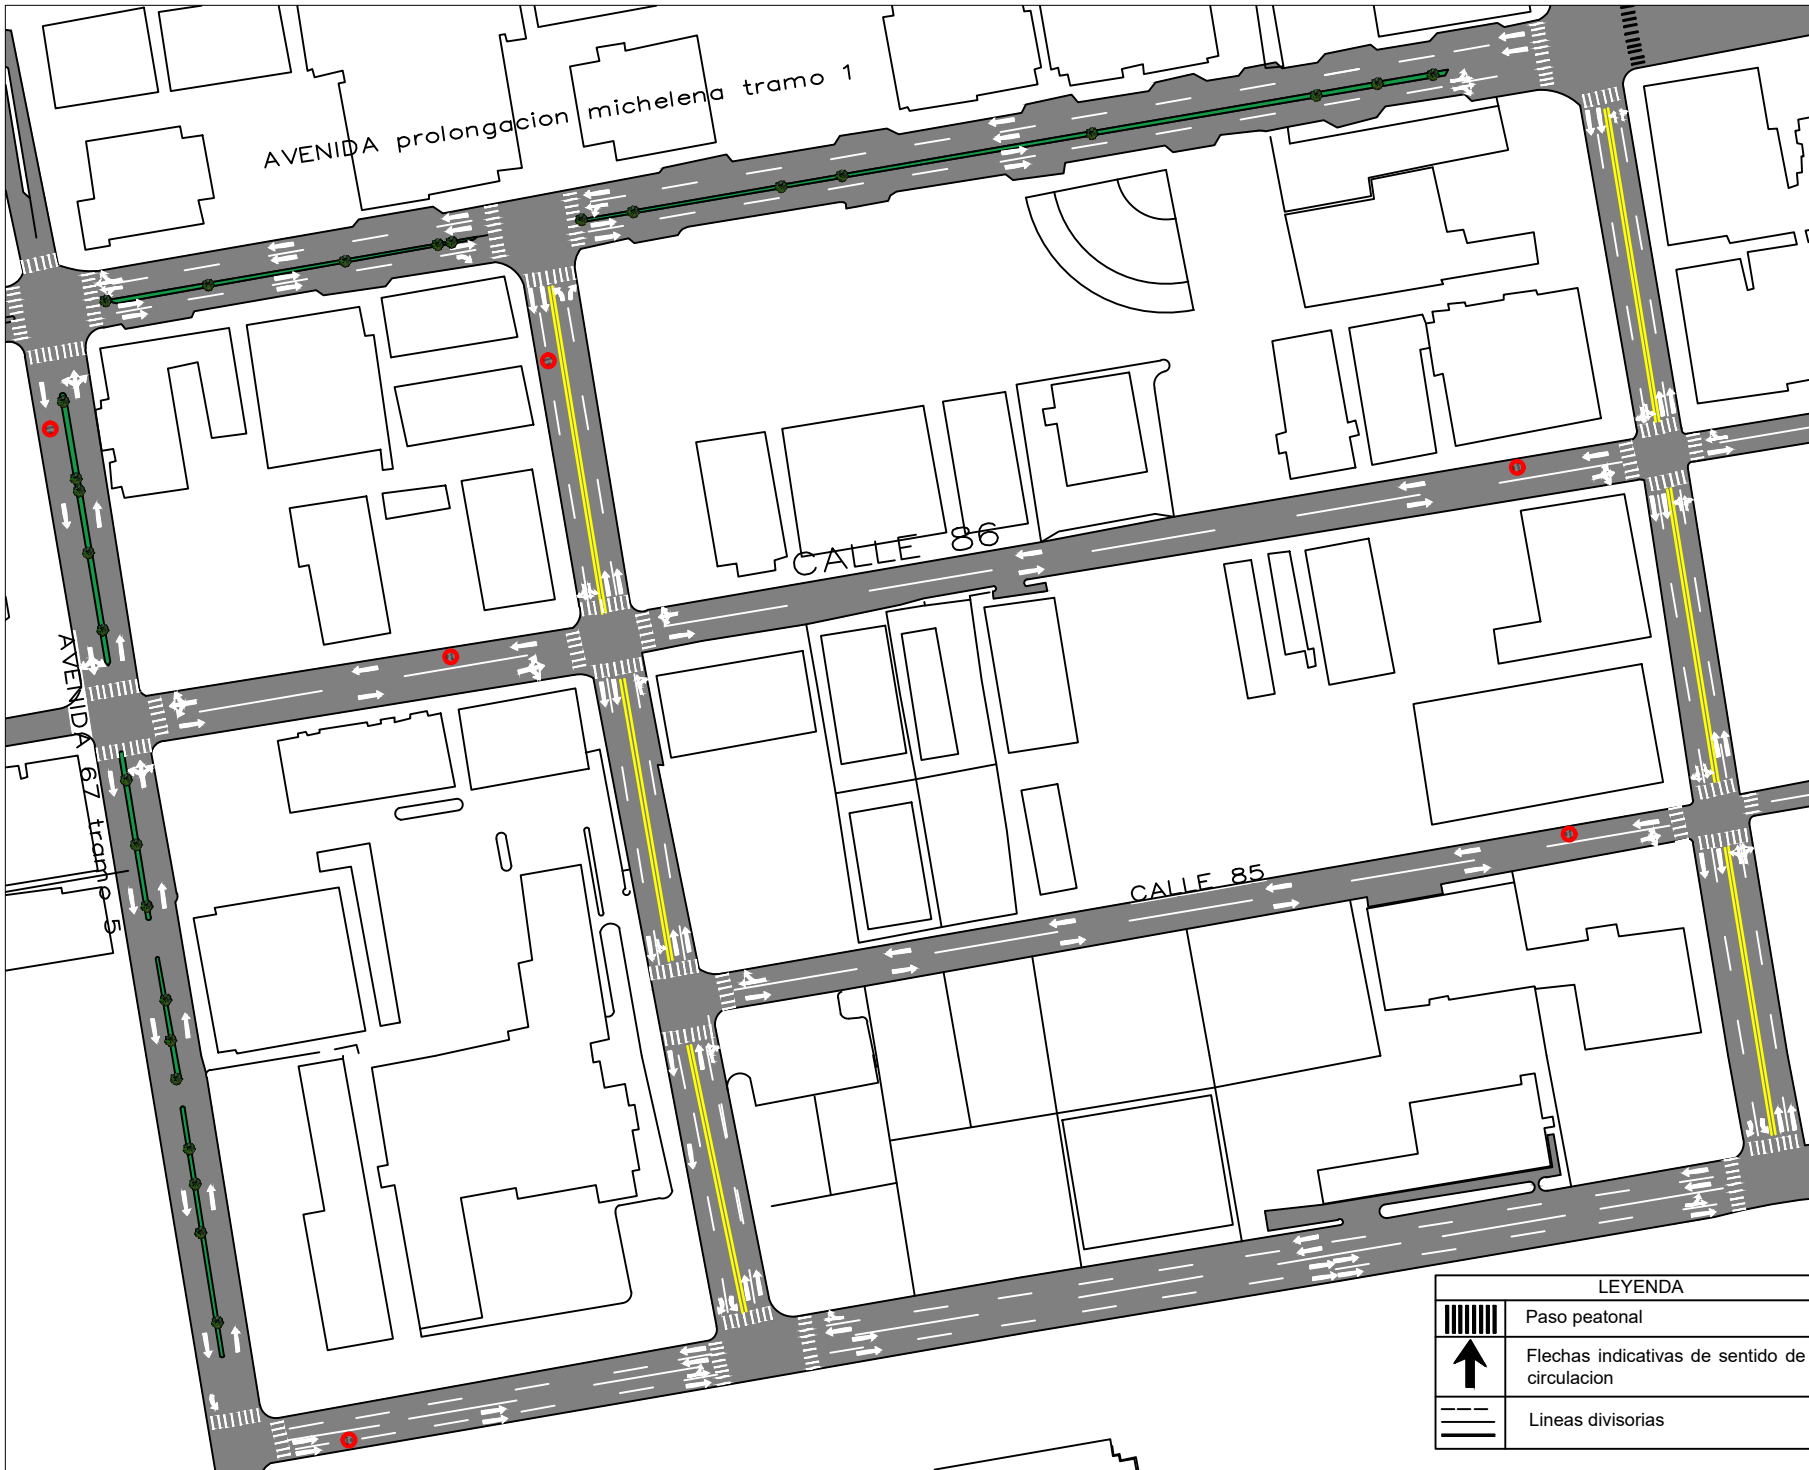 AVENIDA prolongacion michelena tramo 1
CALLE 86
AVENIDA 67 tramo 5
CALLE 85
LEYENDA
Paso peatonal
Flechas indicativas de sentido de
circulacion
Lineas divisorias